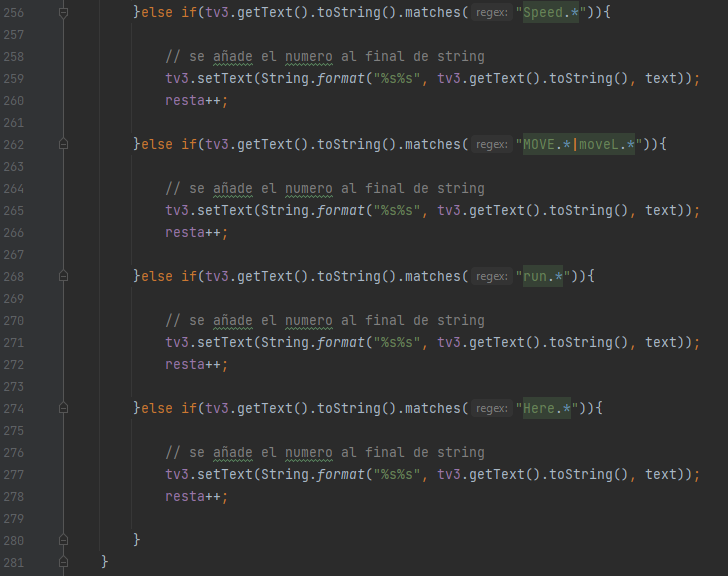 256 }else if(tv3.getText().toString().matches( regex: "Speed.*")){
257
258 // se añade el numero al final de string
259 tv3.setText(String.format("%s%s", tv3.getText().toString(), text));
260 resta++;
261
262 }else if(tv3.getText().toString().matches( regex: "MOVE.*|moveL.*")){
263
264 // se añade el numero al final de string
265 tv3.setText(String.format("%s%s", tv3.getText().toString(), text));
266 resta++;
267
268 }else if(tv3.getText().toString().matches( regex: "run.*")){
269
270 // se añade el numero al final de string
271 tv3.setText(String.format("%s%s", tv3.getText().toString(), text));
272 resta++;
273
274 }else if(tv3.getText().toString().matches( regex: "Here.*")){
275
276 // se añade el numero al final de string
277 tv3.setText(String.format("%s%s", tv3.getText().toString(), text));
278 resta++;
279
280 }
281 }